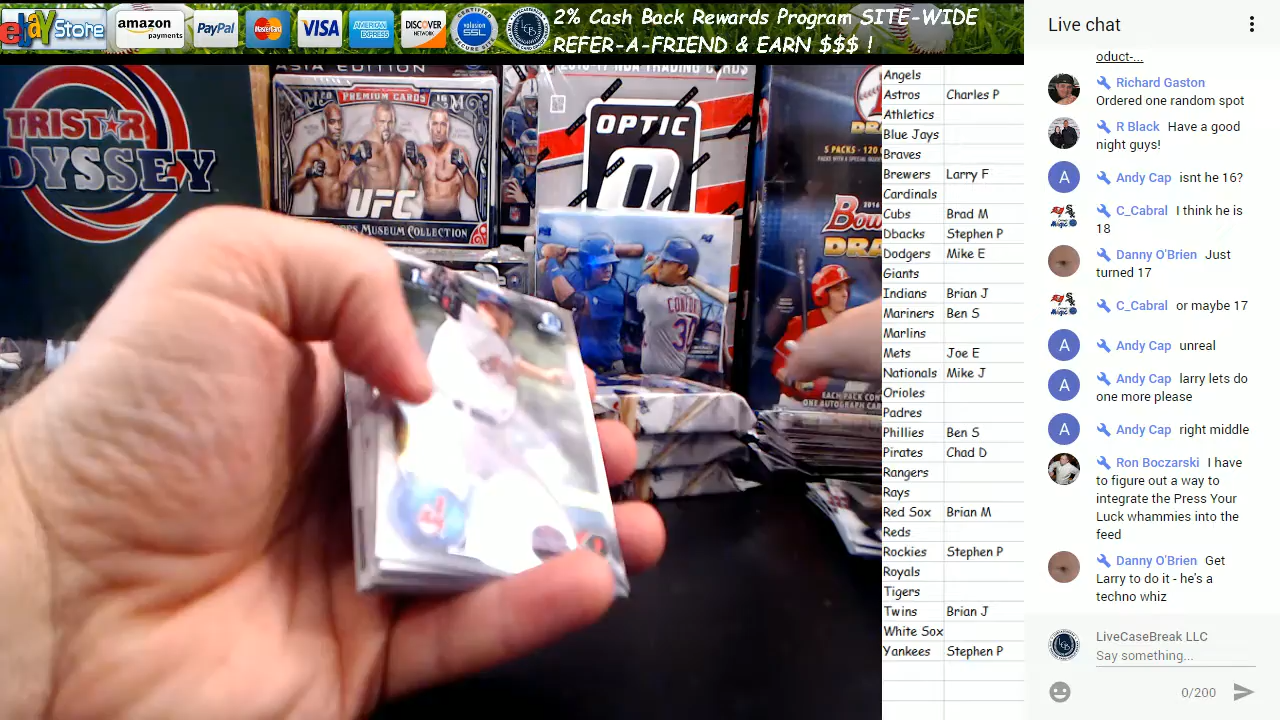 ebay Store
amazon payments
PayPal
MasterCard
VISA
AMERICAN EXPRESS
DISCOVER NETWORK
2% Cash Back Rewards Program SITE-WIDE
REFER-A-FRIEND & EARN $$$ !
TRISTAR
DYSSEY
ASIA EDITION
PREMIUM CARDS
UFC
MUSEUM COLLECTION
NBA TRADING CARDS
OPTIC
5 PACKS
2016
Angels
Astros Charles P
Athletics
Blue Jays
Braves
Brewers Larry F
Cardinals
Cubs Brad M
Dbacks Stephen P
Dodgers Mike E
Giants
Indians Brian J
Mariners Ben S
Marlins
Mets Joe E
Nationals Mike J
Orioles
Padres
Phillies Ben S
Pirates Chad D
Rangers
Rays
Red Sox Brian M
Reds
Rockies Stephen P
Royals
Tigers
Twins Brian J
White Sox
Yankees Stephen P
Live chat
oduct-...
Richard Gaston
Ordered one random spot
R Black Have a good
night guys!
A Andy Cap isnt he 16?
C_Cabral I think he is
18
Danny O'Brien Just
turned 17
C_Cabral or maybe 17
A Andy Cap unreal
A Andy Cap larry lets do
one more please
A Andy Cap right middle
Ron Boczarski I have
to figure out a way to
integrate the Press Your
Luck whammies into the
feed
Danny O'Brien Get
Larry to do it - he's a
techno whiz
LiveCaseBreak LLC
Say something...
0/200